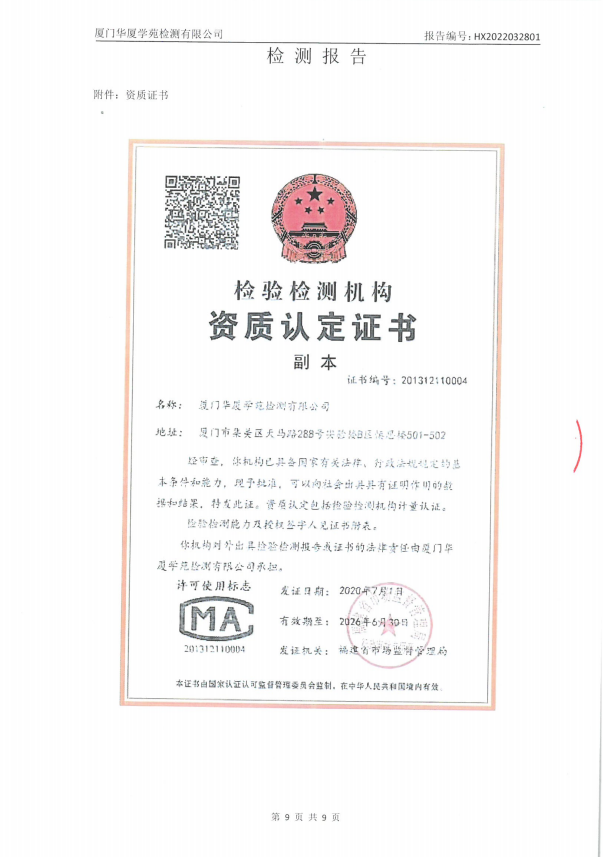 厦门华厦学苑检测有限公司 报告编号: HX2022032801
检测报告
附件：资质证书
检验检测机构
资质认定证书
副本
证书编号：201312110004
名称：厦门华厦学苑检测有限公司
地址：厦门市集美区天马路288号实验楼B区 楼501-502
经审查，你机构已具备国家有关法律、行政法规规定的基
本条件和能力，现予批准，可以向社会出具具有证明作用的数
据和结果，特发此证。资质认定包括检验检测机构计量认证。
检验检测能力及授权签字人见证书附表。
你机构对外出具检验检测报告或证书的法律责任由厦门华
厦学苑检测有限公司承担。
许可使用标志
MA
201312110004
发证日期：2020年7月1日
有效期至：2026年6月30日
发证机关：福建省市场监督管理局
本证书由国家认证认可监督管理委员会监制，在中华人民共和国境内有效。
第 9 页 共 9 页